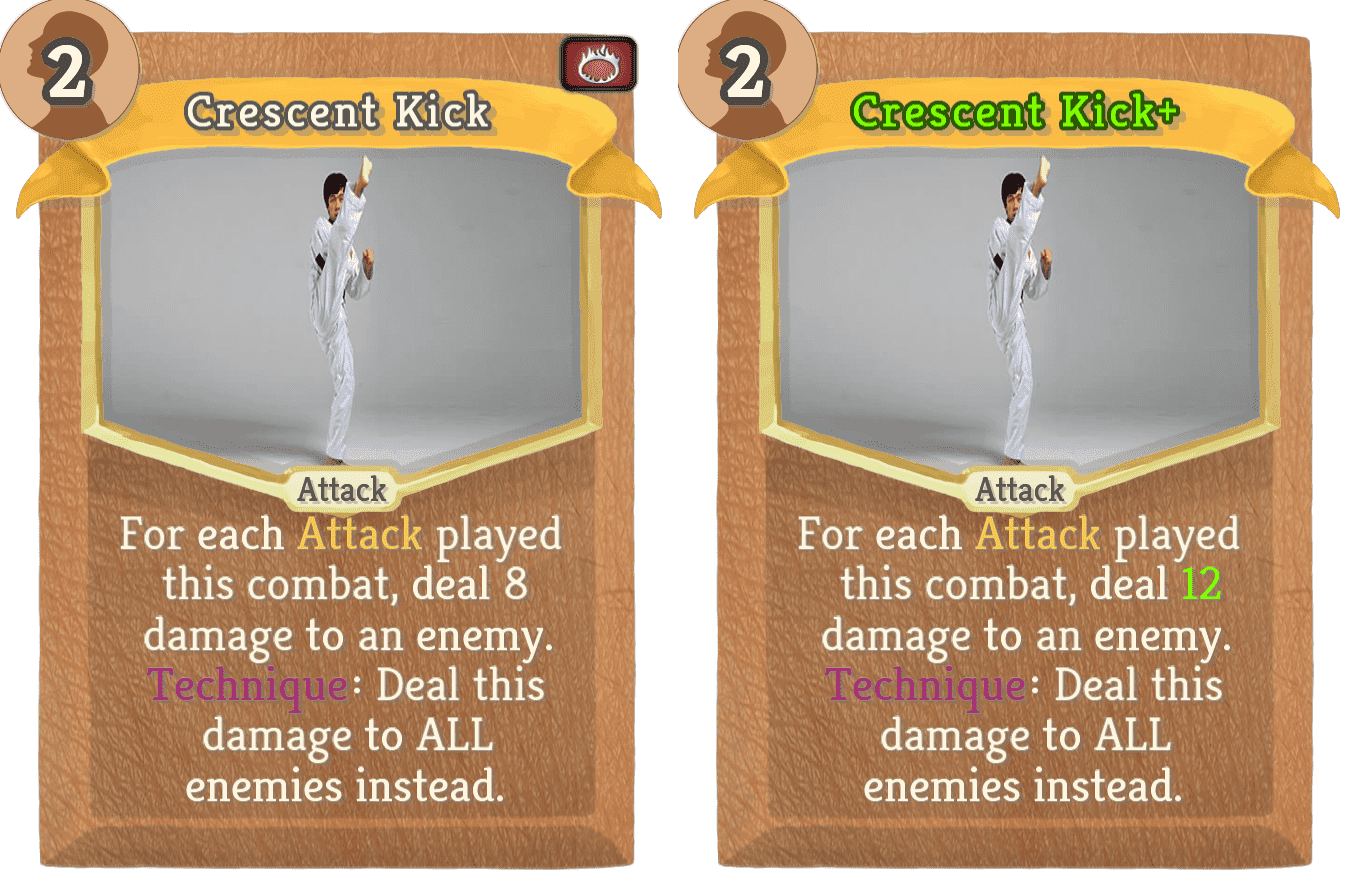 2
Crescent Kick
Attack
For each Attack played
this combat, deal 8
damage to an enemy.
Technique: Deal this
damage to ALL
enemies instead.
2
Crescent Kick+
Attack
For each Attack played
this combat, deal 12
damage to an enemy.
Technique: Deal this
damage to ALL
enemies instead.